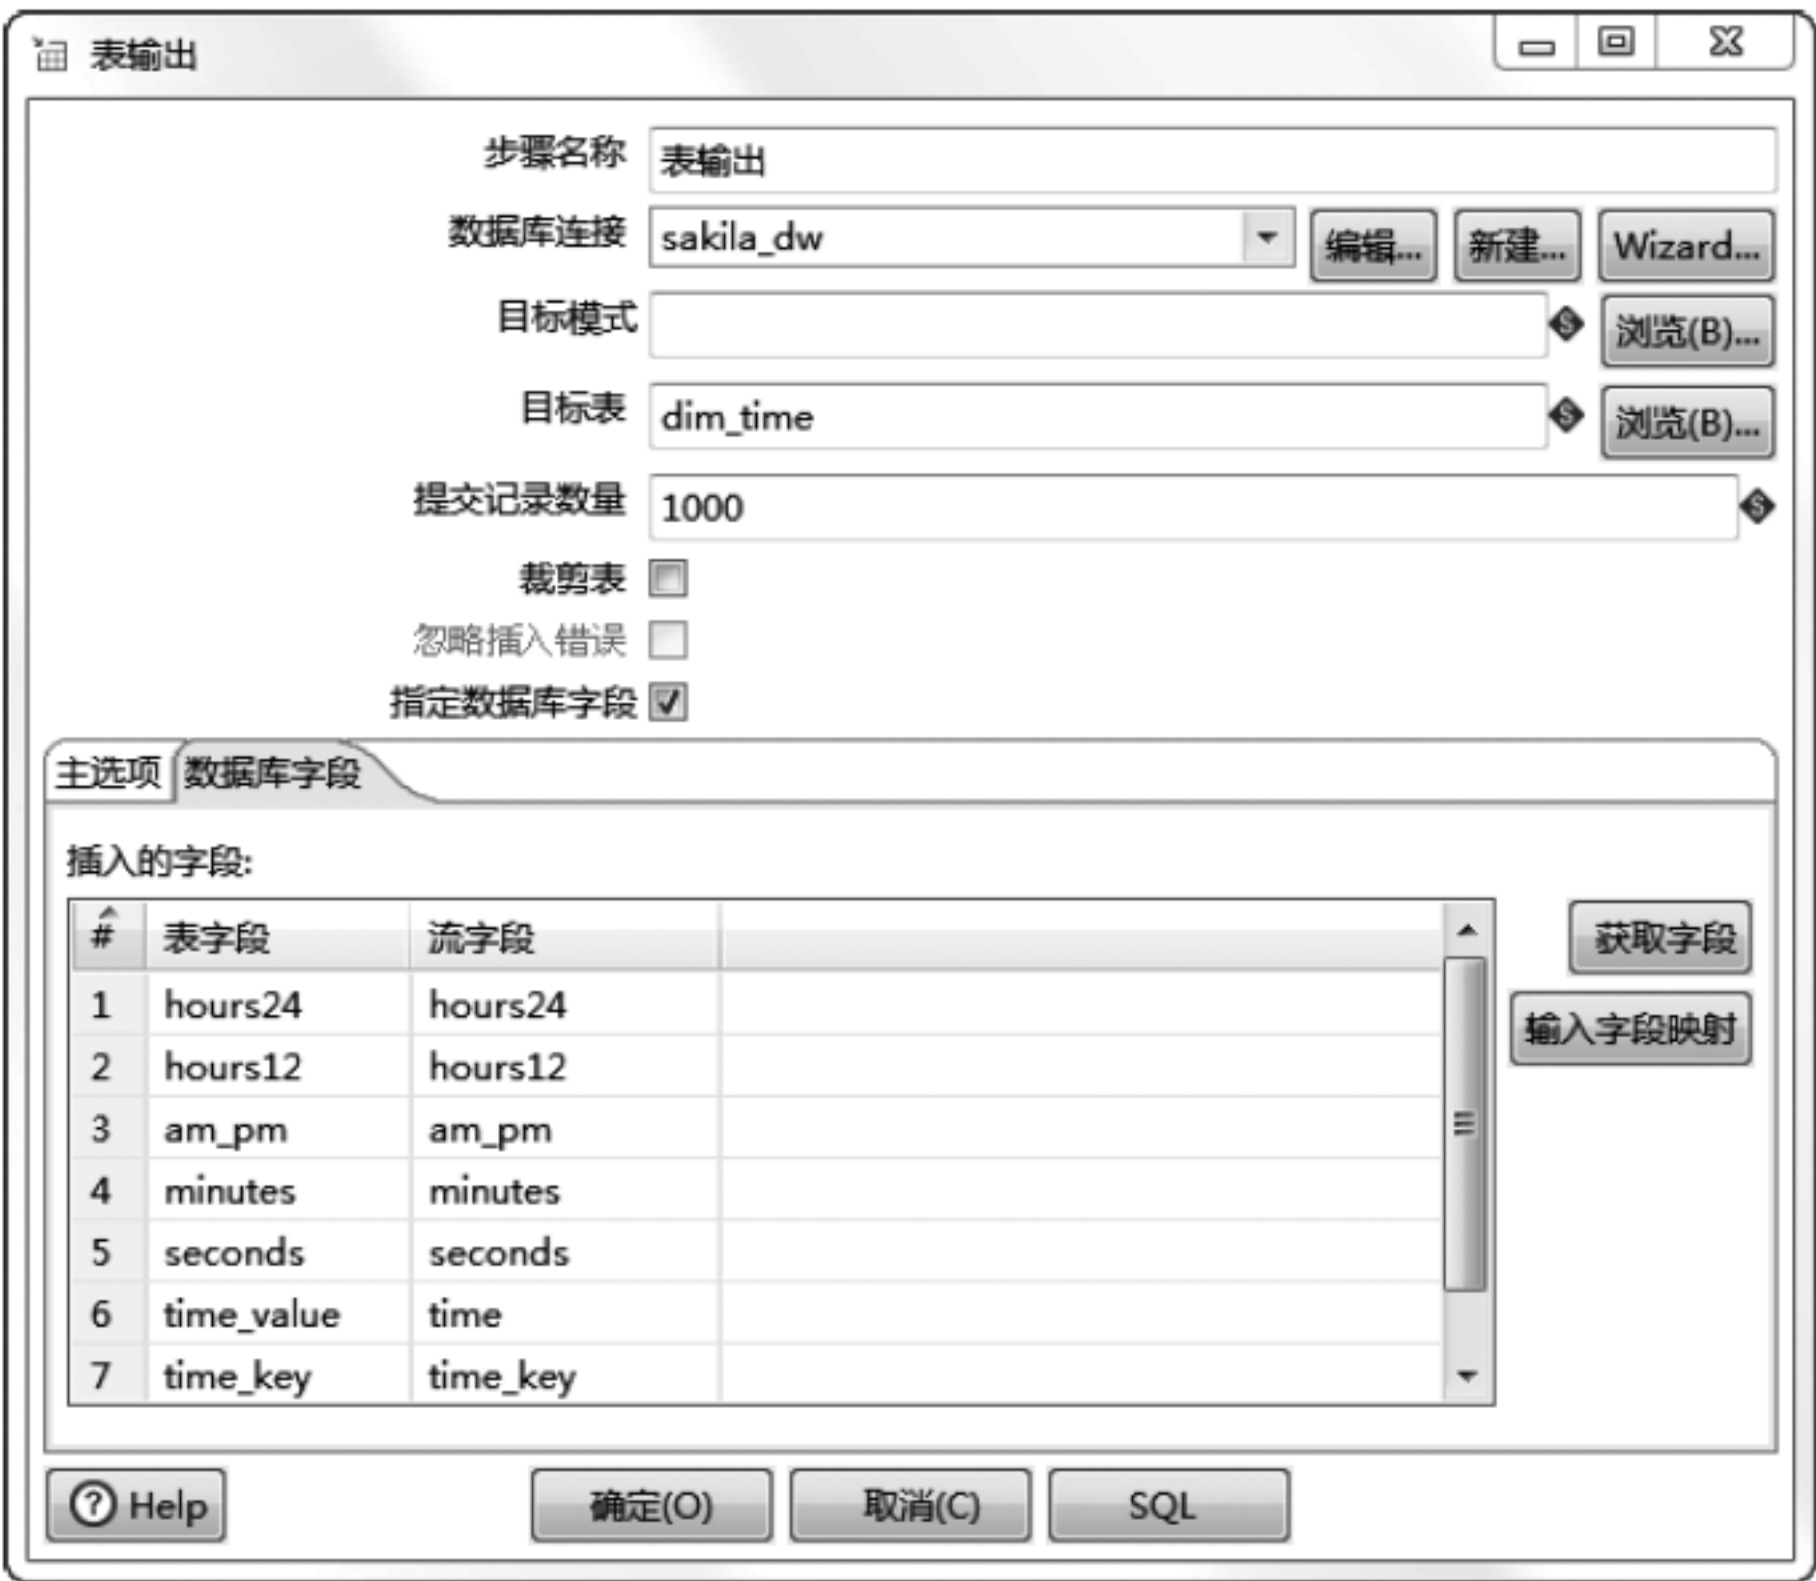 表输出
步骤名称 表输出
数据库连接 sakila_dw 编辑... 新建... Wizard...
目标模式 浏览(B)...
目标表 dim_time 浏览(B)...
提交记录数量 1000
裁剪表
忽略插入错误
指定数据库字段
主选项 数据库字段
插入的字段:
# 表字段 流字段 获取字段
1 hours24 hours24
输入字段映射
2 hours12 hours12
3 am_pm am_pm
4 minutes minutes
5 seconds seconds
6 time_value time
7 time_key time_key
Help 确定(O) 取消(C) SQL